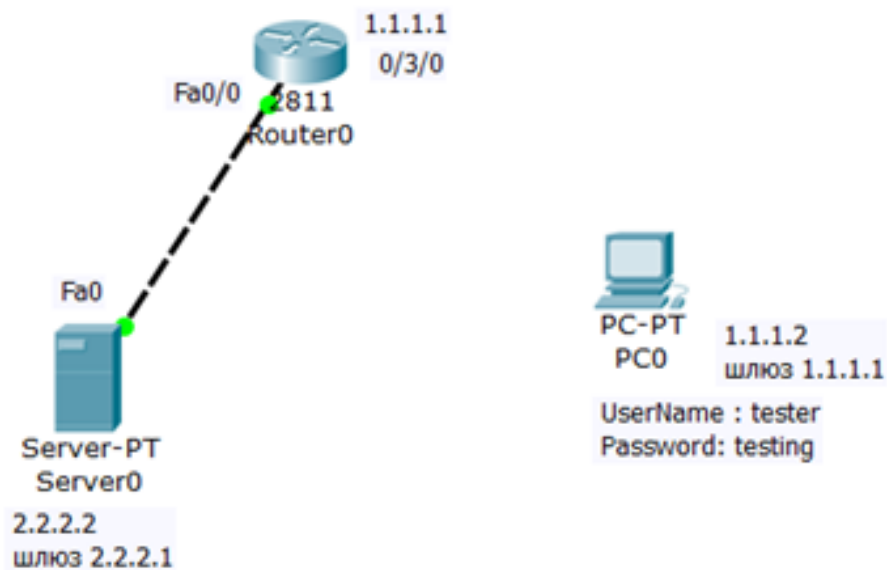 1.1.1.1
0/3/0
Fa0/0
2811
Router0
Fa0
Server-PT
Server0
2.2.2.2
шлюз 2.2.2.1
PC-PT
PC0
1.1.1.2
шлюз 1.1.1.1
UserName : tester
Password: testing